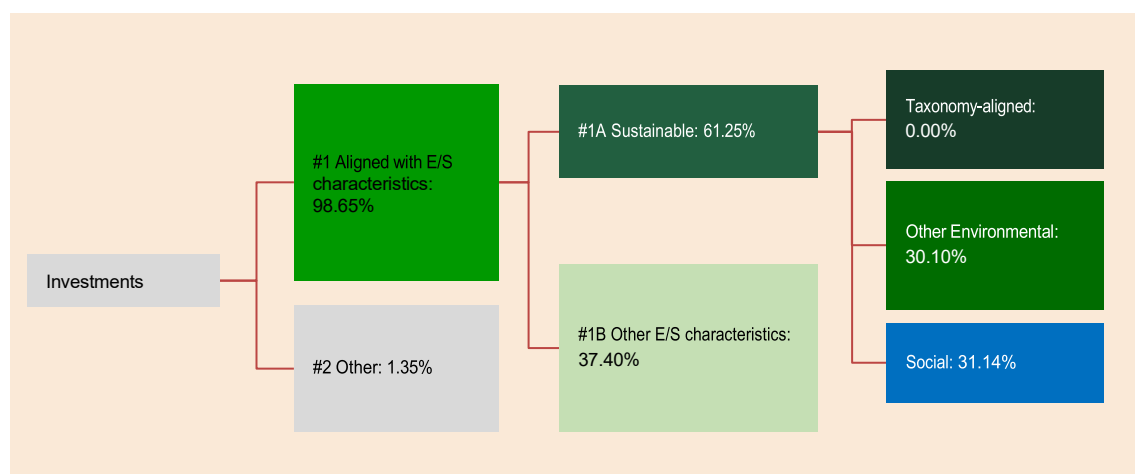 Investments
#1 Aligned with E/S
characteristics:
98.65%
#2 Other: 1.35%
#1A Sustainable: 61.25%
#1B Other E/S characteristics:
37.40%
Taxonomy-aligned:
0.00%
Other Environmental:
30.10%
Social: 31.14%